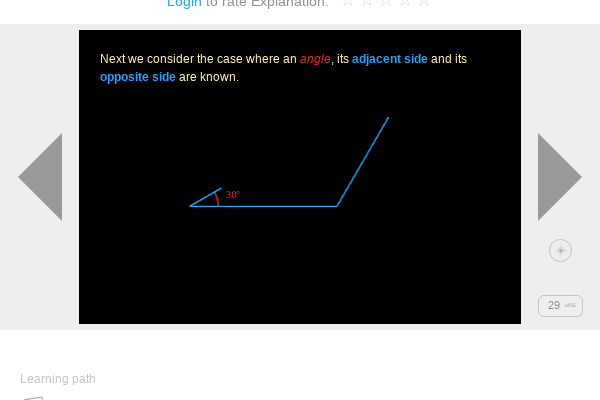 Login to rate Explanation:
Next we consider the case where an angle, its adjacent side and its
opposite side are known.
30°
29
Learning path